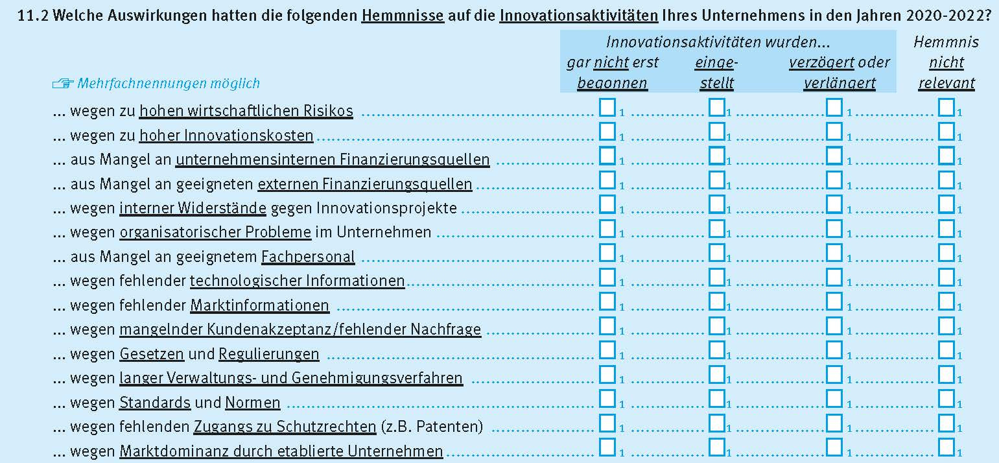 11.2 Welche Auswirkungen hatten die folgenden Hemmnisse auf die Innovationsaktivitäten Ihres Unternehmens in den Jahren 2020-2022?
Innovationsaktivitäten wurden... Hemmnis
gar nicht erst einge- verzögert oder nicht
☞ Mehrfachnennungen möglich begonnen stellt verlängert relevant
... wegen zu hohen wirtschaftlichen Risikos ☐ 1 ☐ 1 ☐ 1 ☐ 1
... wegen zu hoher Innovationskosten ☐ 1 ☐ 1 ☐ 1 ☐ 1
... aus Mangel an unternehmensinternen Finanzierungsquellen ☐ 1 ☐ 1 ☐ 1 ☐ 1
... aus Mangel an geeigneten externen Finanzierungsquellen ☐ 1 ☐ 1 ☐ 1 ☐ 1
... wegen interner Widerstände gegen Innovationsprojekte ☐ 1 ☐ 1 ☐ 1 ☐ 1
... wegen organisatorischer Probleme im Unternehmen ☐ 1 ☐ 1 ☐ 1 ☐ 1
... aus Mangel an geeignetem Fachpersonal ☐ 1 ☐ 1 ☐ 1 ☐ 1
... wegen fehlender technologischer Informationen ☐ 1 ☐ 1 ☐ 1 ☐ 1
... wegen fehlender Marktinformationen ☐ 1 ☐ 1 ☐ 1 ☐ 1
... wegen mangelnder Kundenakzeptanz/fehlender Nachfrage ☐ 1 ☐ 1 ☐ 1 ☐ 1
... wegen Gesetzen und Regulierungen ☐ 1 ☐ 1 ☐ 1 ☐ 1
... wegen langer Verwaltungs- und Genehmigungsverfahren ☐ 1 ☐ 1 ☐ 1 ☐ 1
... wegen Standards und Normen ☐ 1 ☐ 1 ☐ 1 ☐ 1
... wegen fehlenden Zugangs zu Schutzrechten (z.B. Patenten) ☐ 1 ☐ 1 ☐ 1 ☐ 1
... wegen Marktdominanz durch etablierte Unternehmen ☐ 1 ☐ 1 ☐ 1 ☐ 1